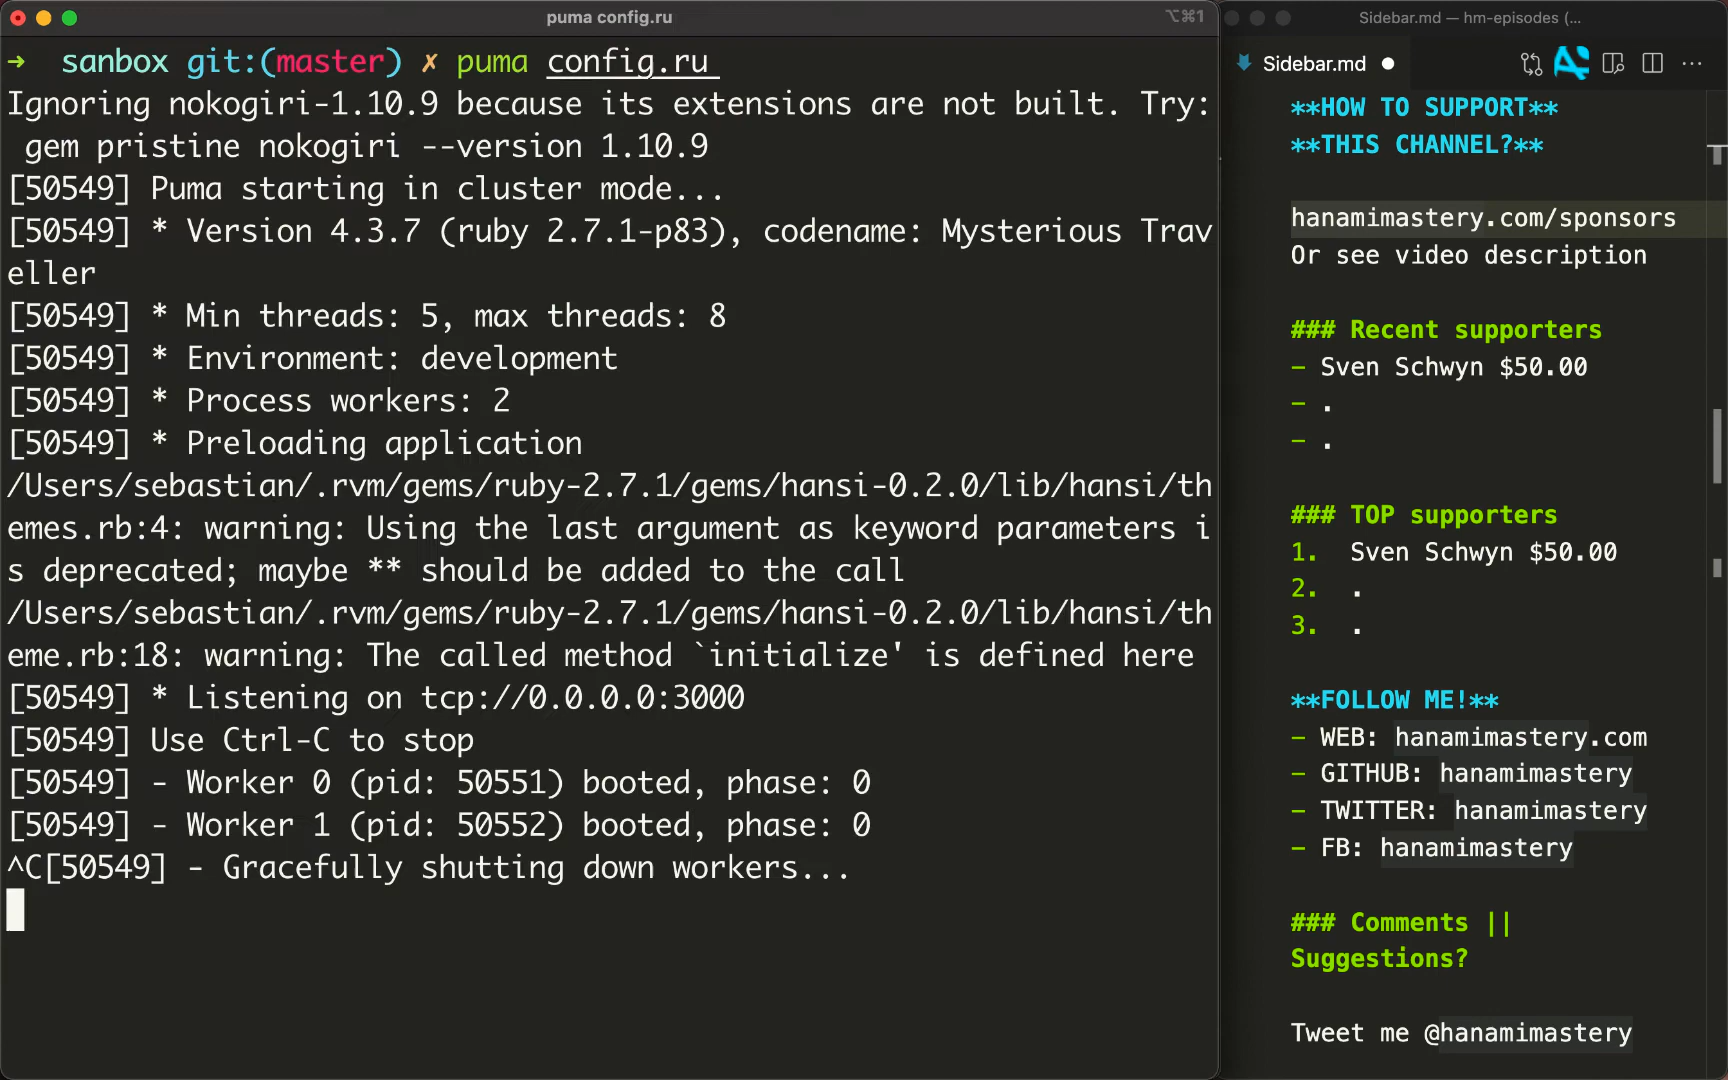 puma config.ru
⌥⌘1
➜ sanbox git:(master) ✗ puma config.ru
Ignoring nokogiri-1.10.9 because its extensions are not built. Try:
gem pristine nokogiri --version 1.10.9
[50549] Puma starting in cluster mode...
[50549] * Version 4.3.7 (ruby 2.7.1-p83), codename: Mysterious Trav
eller
[50549] * Min threads: 5, max threads: 8
[50549] * Environment: development
[50549] * Process workers: 2
[50549] * Preloading application
/Users/sebastian/.rvm/gems/ruby-2.7.1/gems/hansi-0.2.0/lib/hansi/th
emes.rb:4: warning: Using the last argument as keyword parameters i
s deprecated; maybe ** should be added to the call
/Users/sebastian/.rvm/gems/ruby-2.7.1/gems/hansi-0.2.0/lib/hansi/th
eme.rb:18: warning: The called method `initialize' is defined here
[50549] * Listening on tcp://0.0.0.0:3000
[50549] Use Ctrl-C to stop
[50549] - Worker 0 (pid: 50551) booted, phase: 0
[50549] - Worker 1 (pid: 50552) booted, phase: 0
^C[50549] - Gracefully shutting down workers...
Sidebar.md — hm-episodes (...
Sidebar.md
**HOW TO SUPPORT**
**THIS CHANNEL?**
hanamimastery.com/sponsors
Or see video description
### Recent supporters
- Sven Schwyn $50.00
- .
- .
### TOP supporters
1. Sven Schwyn $50.00
2. .
3. .
**FOLLOW ME!**
- WEB: hanamimastery.com
- GITHUB: hanamimastery
- TWITTER: hanamimastery
- FB: hanamimastery
### Comments ||
Suggestions?
Tweet me @hanamimastery